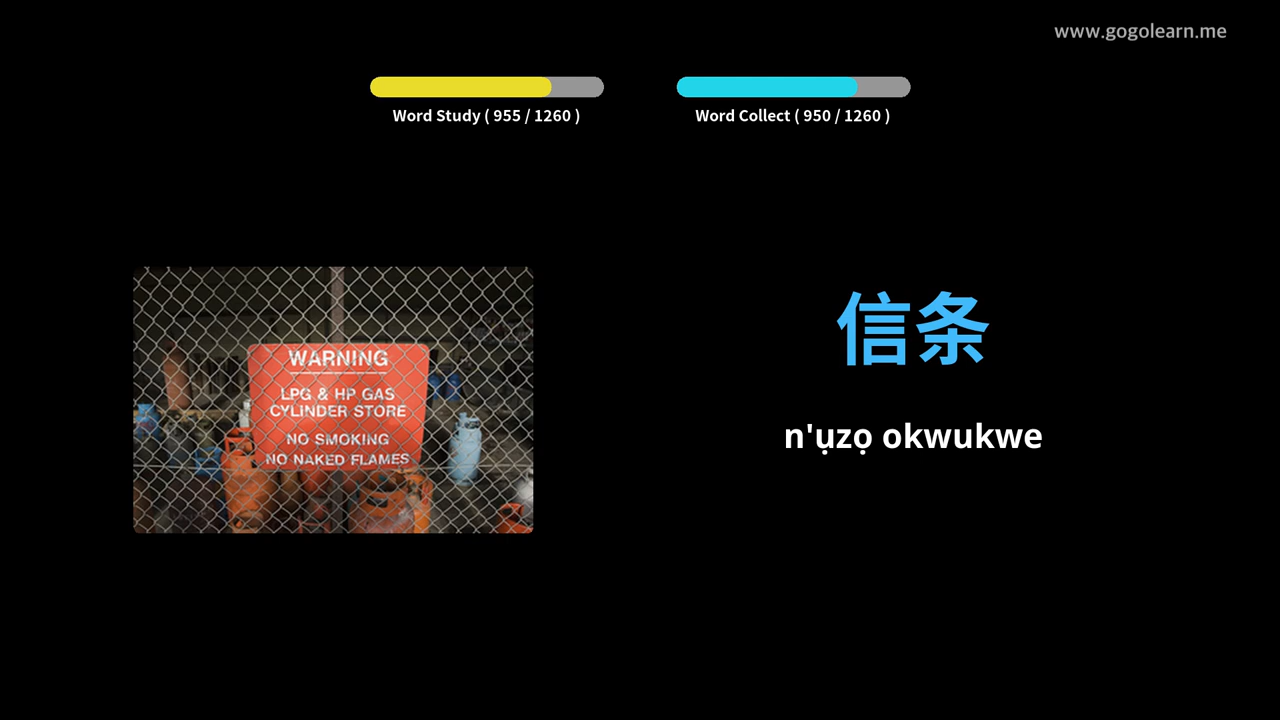 www.gogolearn.me
Word Study ( 955 / 1260 )
Word Collect ( 950 / 1260 )
WARNING
LPG & HP GAS
CYLINDER STORE
NO SMOKING
NO NAKED FLAMES
信条
n'ụzọ okwukwe